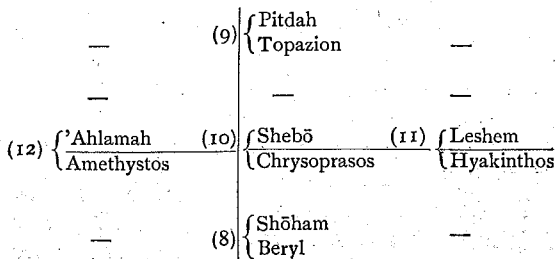 (9) { Pitdah
— Topazion —
— — —
(12) { ’Ahlamah (10) { Shebō (11) { Leshem
Amethystos Chrysoprasos Hyakinthos
(8) { Shōham
— Beryl —